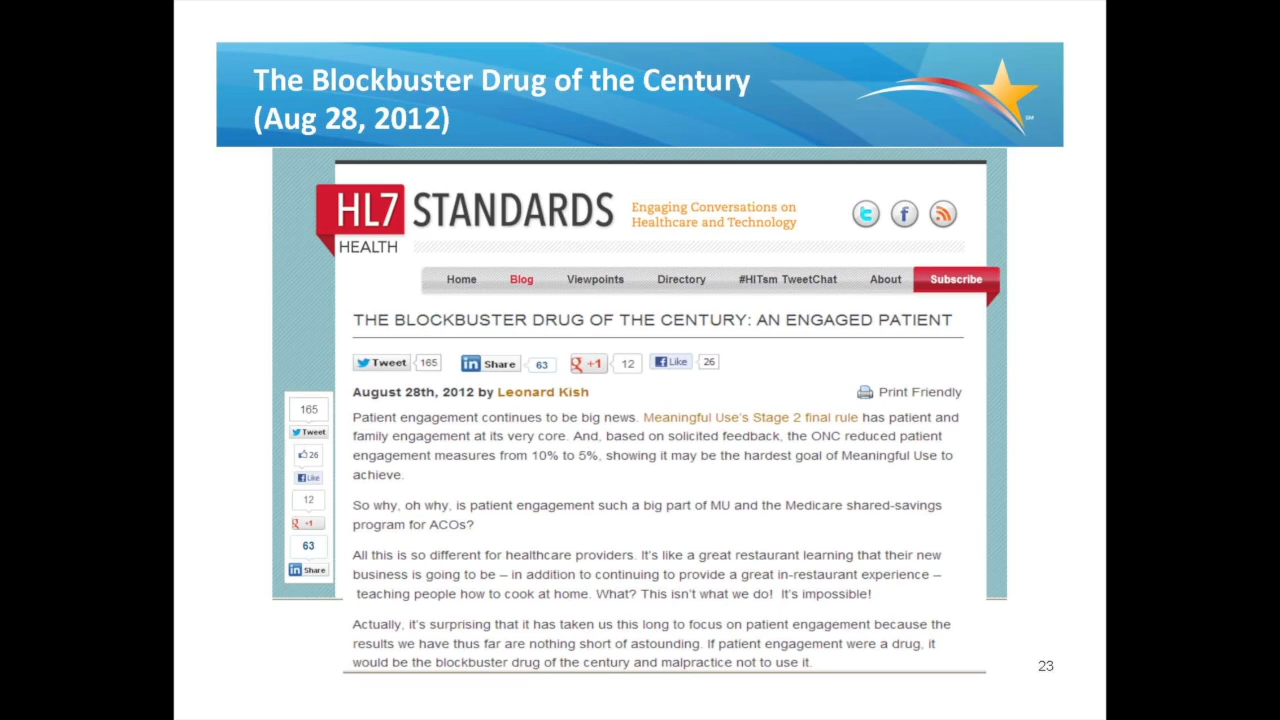 The Blockbuster Drug of the Century
(Aug 28, 2012)
SM
HL7 STANDARDS
HEALTH
Engaging Conversations on
Healthcare and Technology
Home Blog Viewpoints Directory #HITsm TweetChat About Subscribe
THE BLOCKBUSTER DRUG OF THE CENTURY: AN ENGAGED PATIENT
Tweet 165 in Share 63 +1 12 Like 26
August 28th, 2012 by Leonard Kish Print Friendly
Patient engagement continues to be big news. Meaningful Use's Stage 2 final rule has patient and
family engagement at its very core. And, based on solicited feedback, the ONC reduced patient
engagement measures from 10% to 5%, showing it may be the hardest goal of Meaningful Use to
achieve.
So why, oh why, is patient engagement such a big part of MU and the Medicare shared-savings
program for ACOs?
All this is so different for healthcare providers. It's like a great restaurant learning that their new
business is going to be – in addition to continuing to provide a great in-restaurant experience –
teaching people how to cook at home. What? This isn't what we do! It's impossible!
Actually, it's surprising that it has taken us this long to focus on patient engagement because the
results we have thus far are nothing short of astounding. If patient engagement were a drug, it
would be the blockbuster drug of the century and malpractice not to use it.
165
Tweet
26
Like
12
+1
63
in Share
23